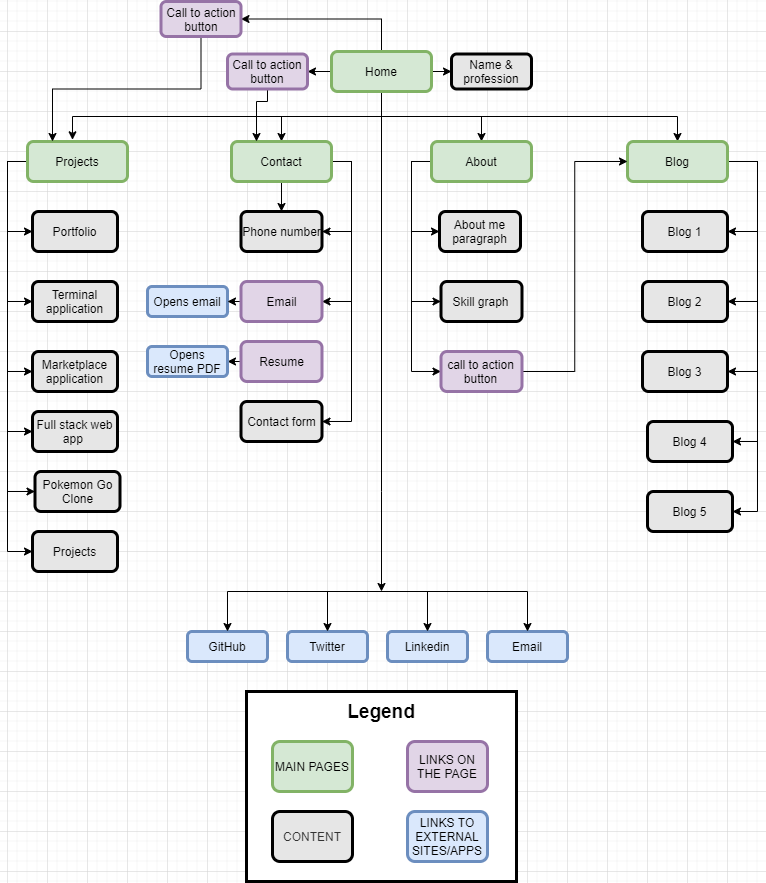 Call to action
button
Call to action
button
Home
Name &
profession
Projects
Contact
About
Blog
Portfolio
Phone number
About me
paragraph
Blog 1
Terminal
application
Opens email
Email
Skill graph
Blog 2
Marketplace
application
Opens
resume PDF
Resume
call to action
button
Blog 3
Full stack web
app
Contact form
Blog 4
Pokemon Go
Clone
Blog 5
Projects
GitHub
Twitter
Linkedin
Email
Legend
MAIN PAGES
LINKS ON
THE PAGE
CONTENT
LINKS TO
EXTERNAL
SITES/APPS